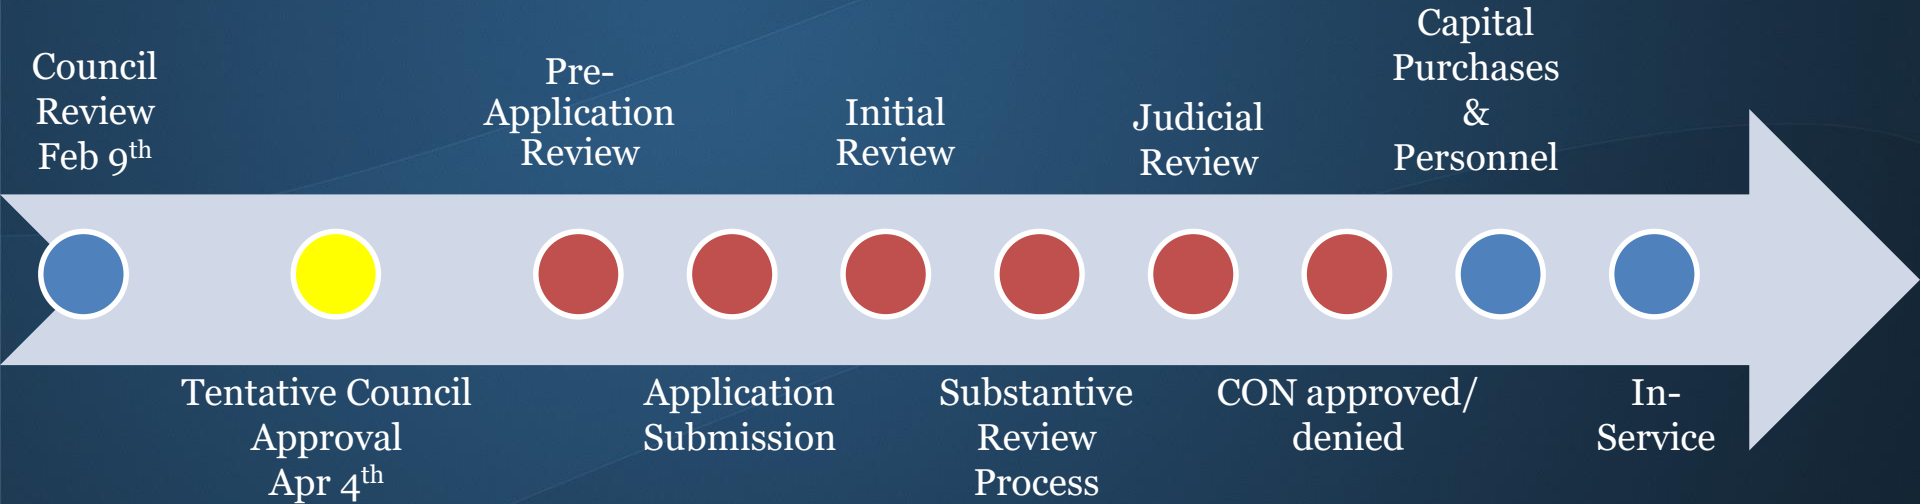 Council
Review
Feb 9th
Tentative Council
Approval
Apr 4th
Pre-
Application
Review
Application
Submission
Initial
Review
Substantive
Review
Process
Judicial
Review
CON approved/
denied
Capital
Purchases
&
Personnel
In-
Service